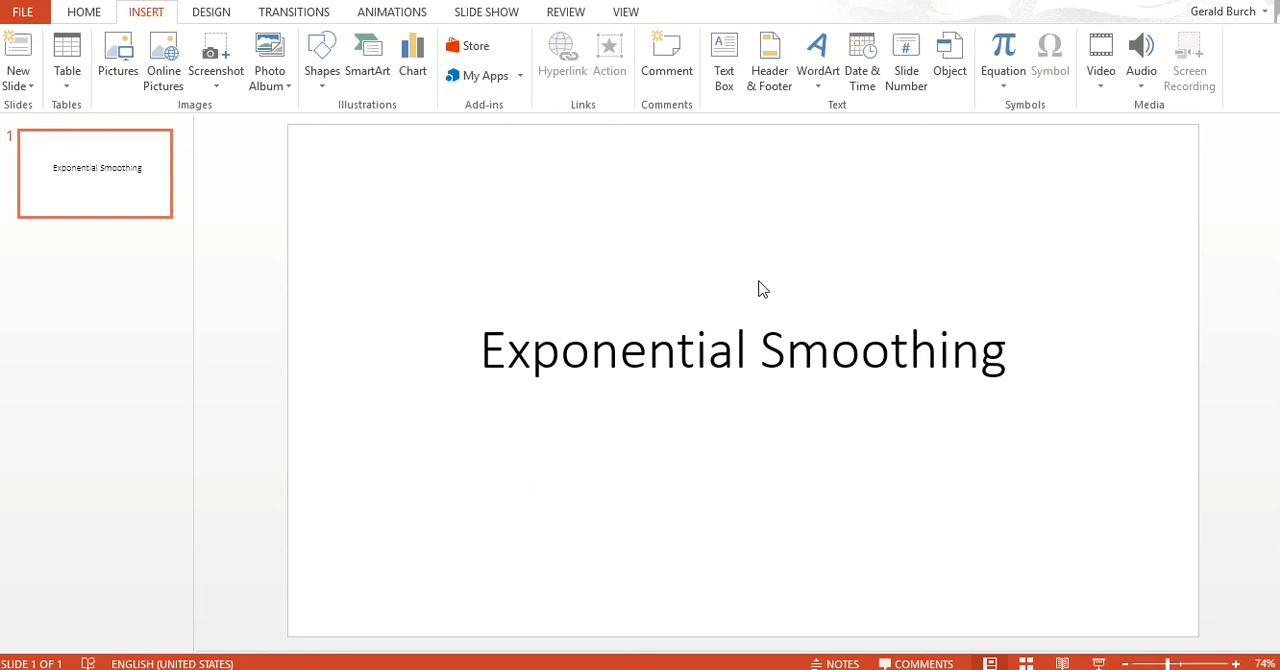 FILE HOME INSERT DESIGN TRANSITIONS ANIMATIONS SLIDE SHOW REVIEW VIEW Gerald Burch
New Slide
Table
Pictures
Online Pictures
Screenshot
Photo Album
Shapes
SmartArt
Chart
Store
My Apps
Hyperlink
Action
Comment
Text Box
Header & Footer
WordArt
Date & Time
Slide Number
Object
Equation
Symbol
Video
Audio
Screen Recording
Slides Tables Images Illustrations Add-ins Links Comments Text Symbols Media
1
Exponential Smoothing
Exponential Smoothing
SLIDE 1 OF 1 ENGLISH (UNITED STATES) NOTES COMMENTS 74%